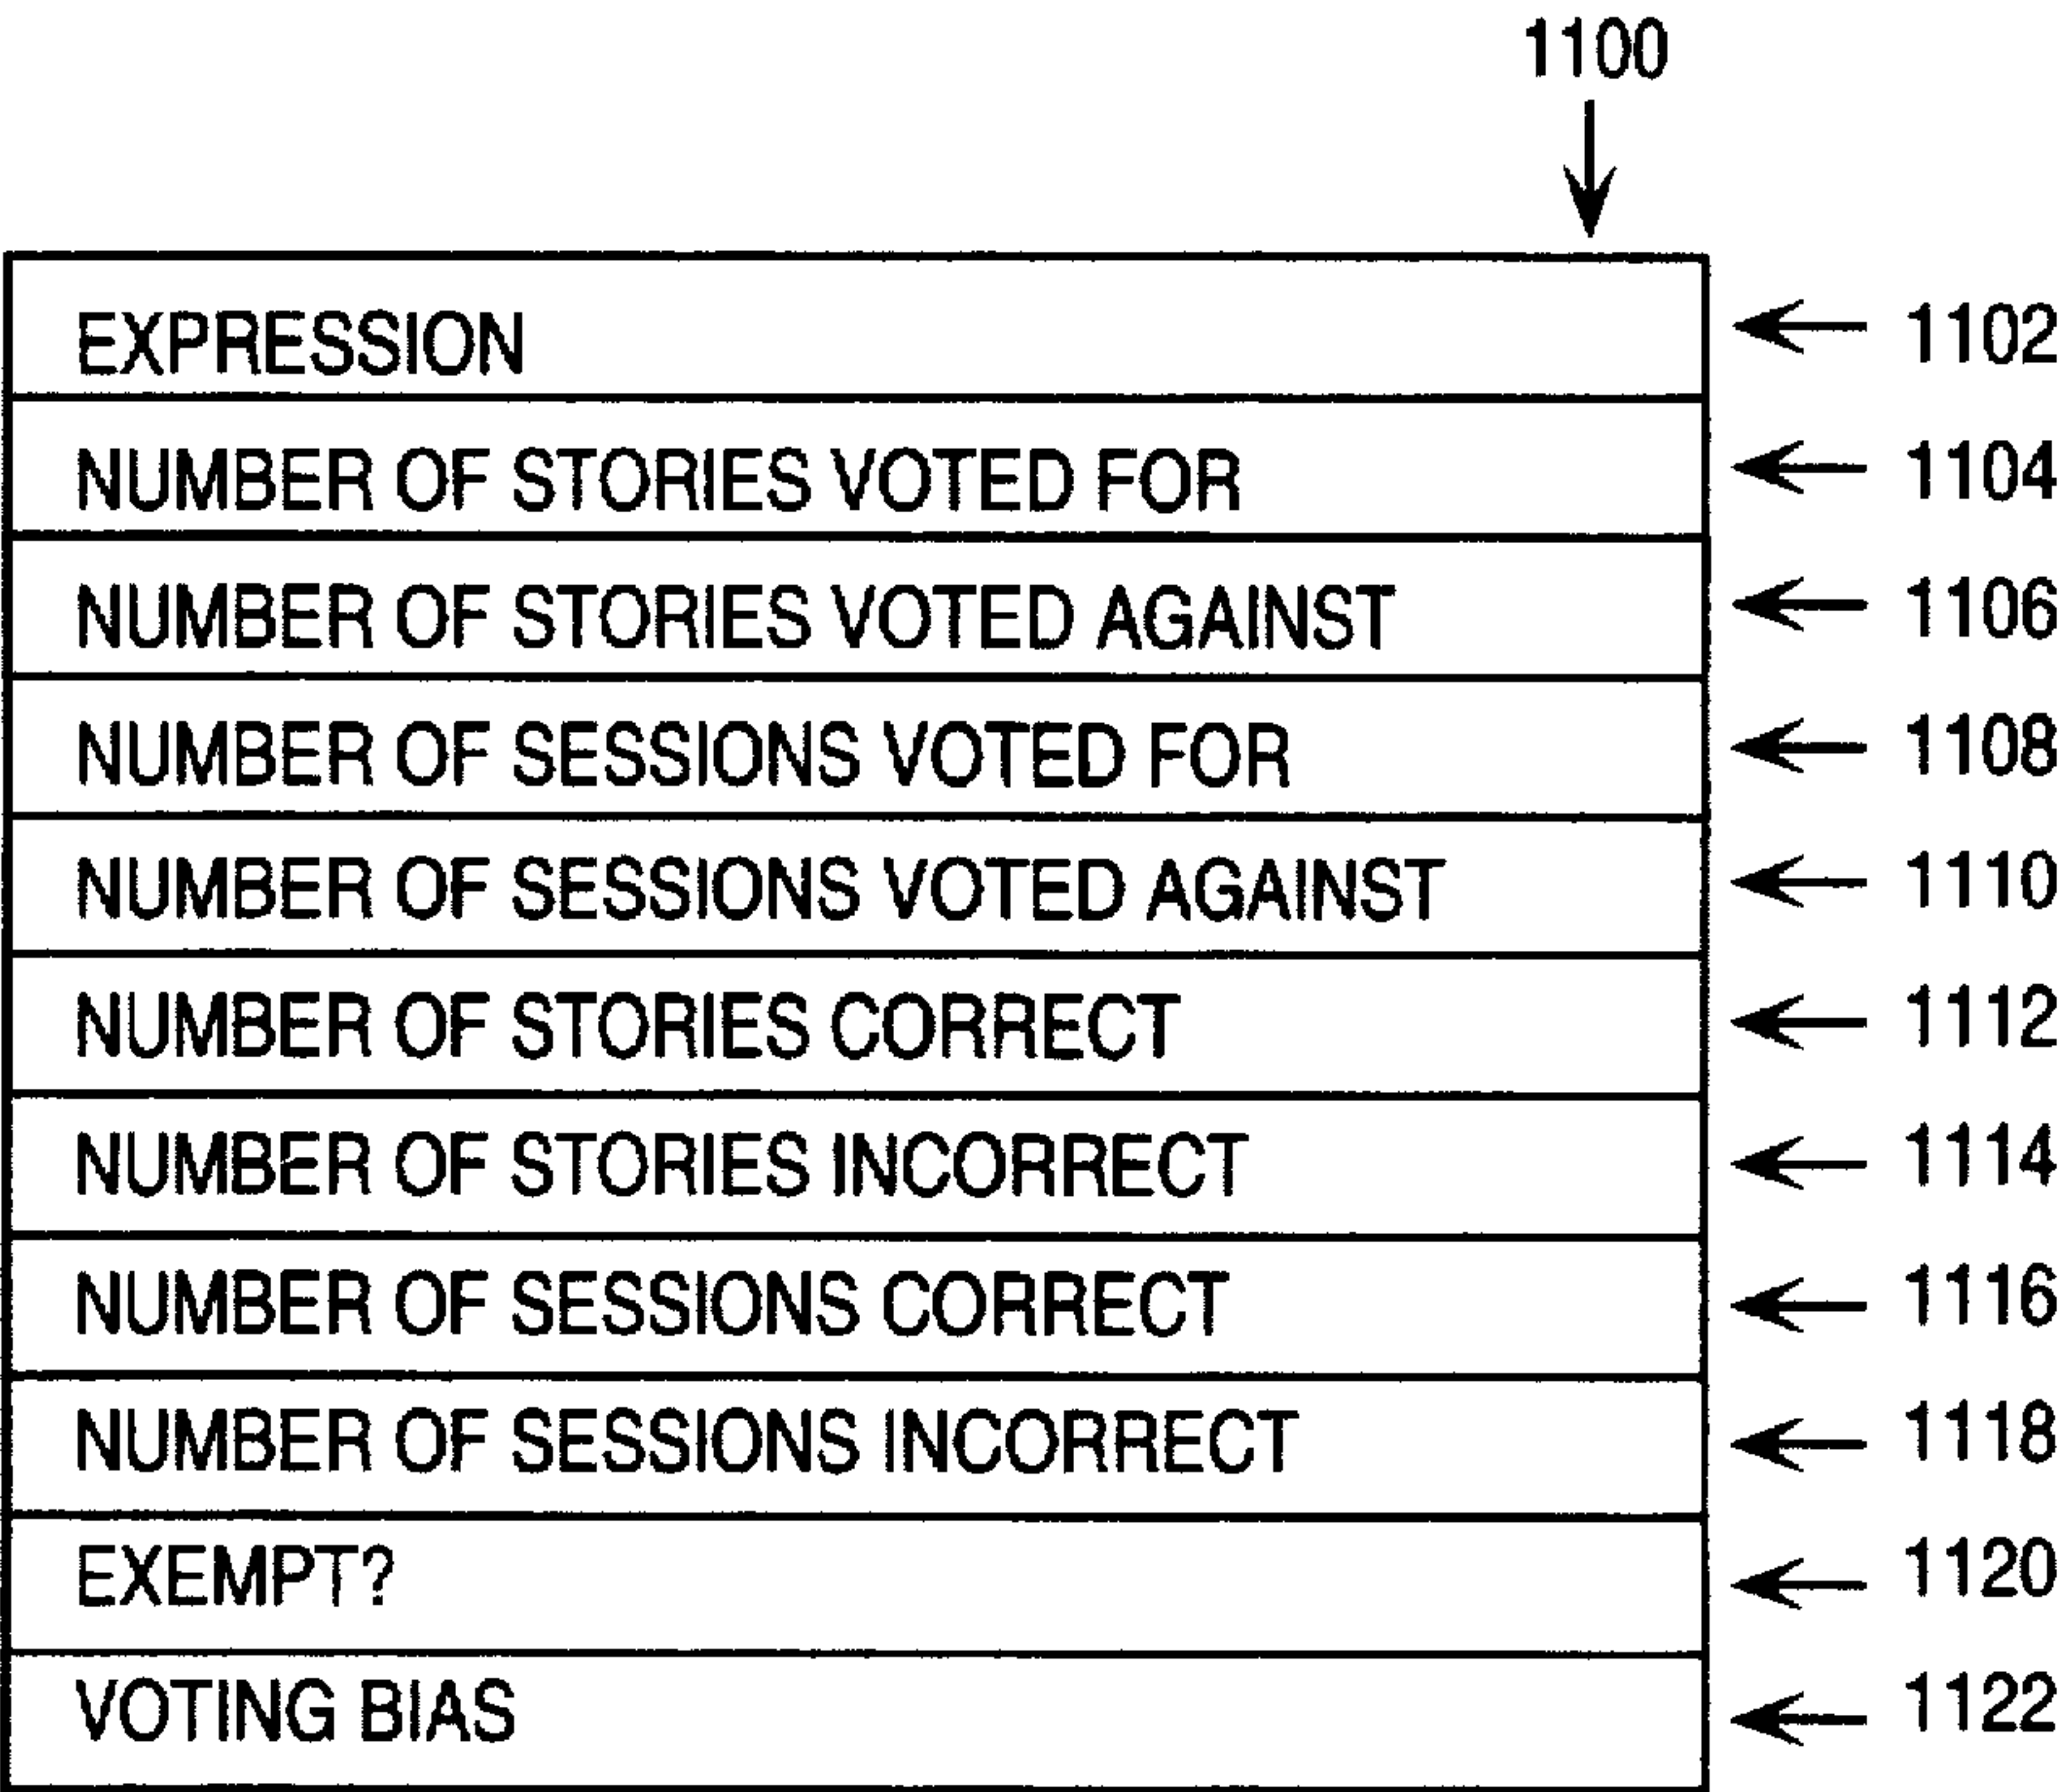 1100
EXPRESSION 1102
NUMBER OF STORIES VOTED FOR 1104
NUMBER OF STORIES VOTED AGAINST 1106
NUMBER OF SESSIONS VOTED FOR 1108
NUMBER OF SESSIONS VOTED AGAINST 1110
NUMBER OF STORIES CORRECT 1112
NUMBER OF STORIES INCORRECT 1114
NUMBER OF SESSIONS CORRECT 1116
NUMBER OF SESSIONS INCORRECT 1118
EXEMPT? 1120
VOTING BIAS 1122